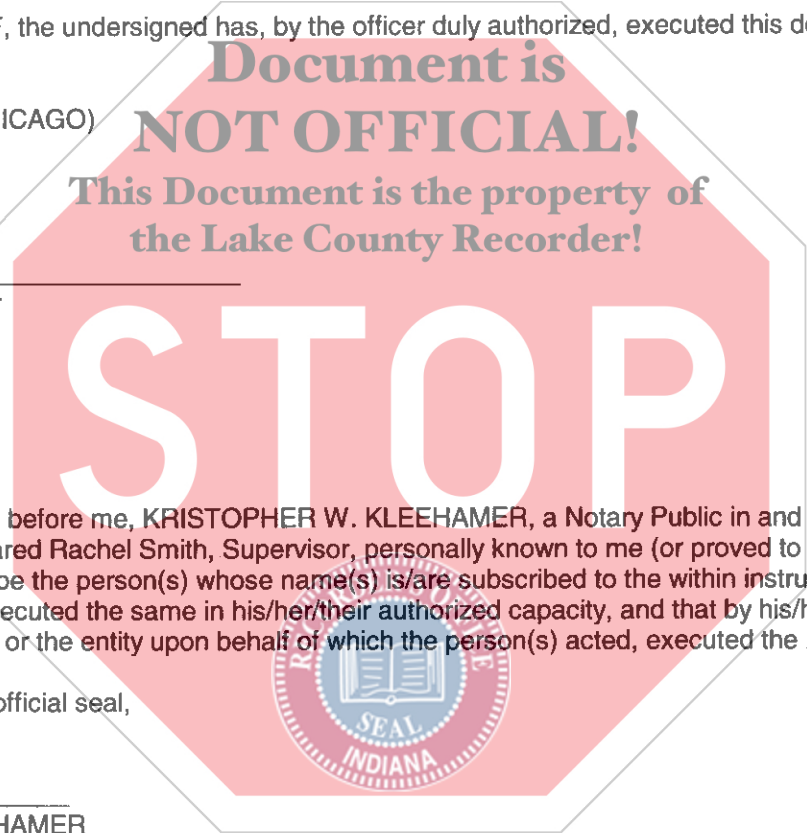 , the undersigned has, by the officer duly authorized, executed this de
Document is
ICAGO)
NOT OFFICIAL!
This Document is the property of
the Lake County Recorder!
STOP
before me, KRISTOPHER W. KLEEHAMER, a Notary Public in and
ared Rachel Smith, Supervisor, personally known to me (or proved to
be the person(s) whose name(s) is/are subscribed to the within instru
ecuted the same in his/her/their authorized capacity, and that by his/h
or the entity upon behalf of which the person(s) acted, executed the
official seal,
SEAL
INDIANA
HAMER